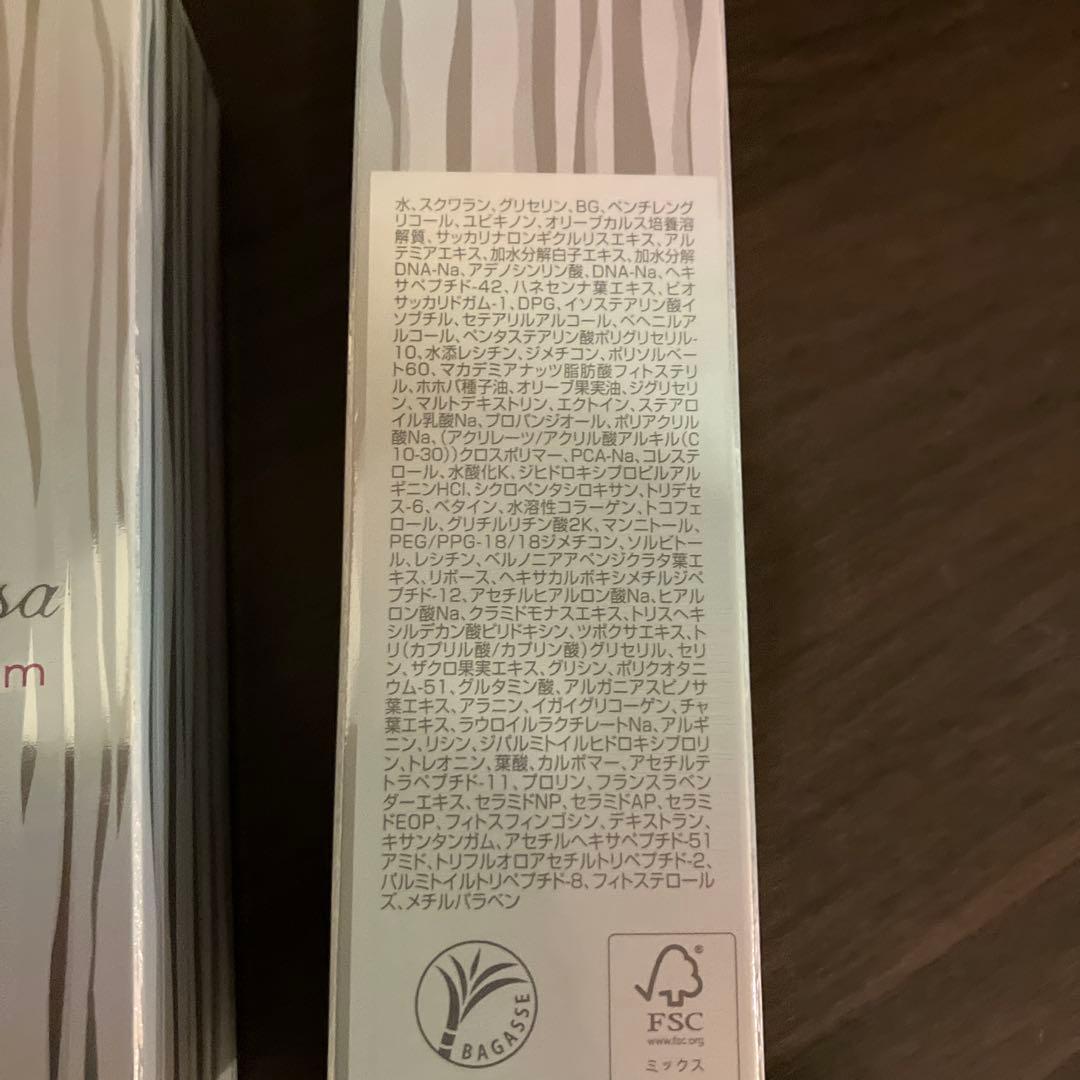 水、スクワラン、グリセリン、BG、ペンチレング
リコール、ユビキノン、オリーブカルス培養溶
解質、サッカリナロンギクルリスエキス、アル
テミアエキス、加水分解白子エキス、加水分解
DNA-Na、アデノシンリン酸、DNA-Na、ヘキ
サペプチド-42、ハネセンナ葉エキス、ビオ
サッカリドガム-1、DPG、イソステアリン酸イ
ソプチル、セテアリルアルコール、ベヘニルア
ルコール、ペンタステアリン酸ポリグリセリル-
10、水添レシチン、ジメチコン、ポリソルベー
ト60、マカデミアナッツ脂肪酸フィトステリ
ル、ホホバ種子油、オリーブ果実油、ジグリセリ
ン、マルトデキストリン、エクトイン、ステアロ
イル乳酸Na、プロパンジオール、ポリアクリル
酸Na、(アクリレーツ/アクリル酸アルキル(C
10-30))クロスポリマー、PCA-Na、コレステ
ロール、水酸化K、ジヒドロキシプロピルアル
ギニンHCl、シクロペンタシロキサン、トリデセ
ス-6、ベタイン、水溶性コラーゲン、トコフェ
ロール、グリチルリチン酸2K、マンニトール、
PEG/PPG-18/18ジメチコン、ソルビトー
ル、レシチン、ベルノニアアペンジクラタ葉エ
キス、リボース、ヘキサカルボキシメチルジペ
プチド-12、アセチルヒアルロン酸Na、ヒアル
ロン酸Na、クラミドモナスエキス、トリスヘキ
シルデカン酸ピリドキシン、ツボクサエキス、ト
リ(カプリル酸/カプリン酸)グリセリル、セリ
ン、ザクロ果実エキス、グリシン、ポリクオタニ
ウム-51、グルタミン酸、アルガニアスピノサ
葉エキス、アラニン、イガイグリコーゲン、チャ
葉エキス、ラウロイルラクチレートNa、アルギ
ニン、リシン、ジパルミトイルヒドロキシプロリ
ン、トレオニン、葉酸、カルボマー、アセチルテ
トラペプチド-11、プロリン、フランスラベン
ダーエキス、セラミドNP、セラミドAP、セラミ
ドEOP、フィトスフィンゴシン、デキストラン、
キサンタンガム、アセチルヘキサペプチド-51
アミド、トリフルオロアセチルトリペプチド-2、
パルミトイルトリペプチド-8、フィトステロール
ズ、メチルパラベン
sa
m
BAGASSE
FSC
www.fsc.org
ミックス